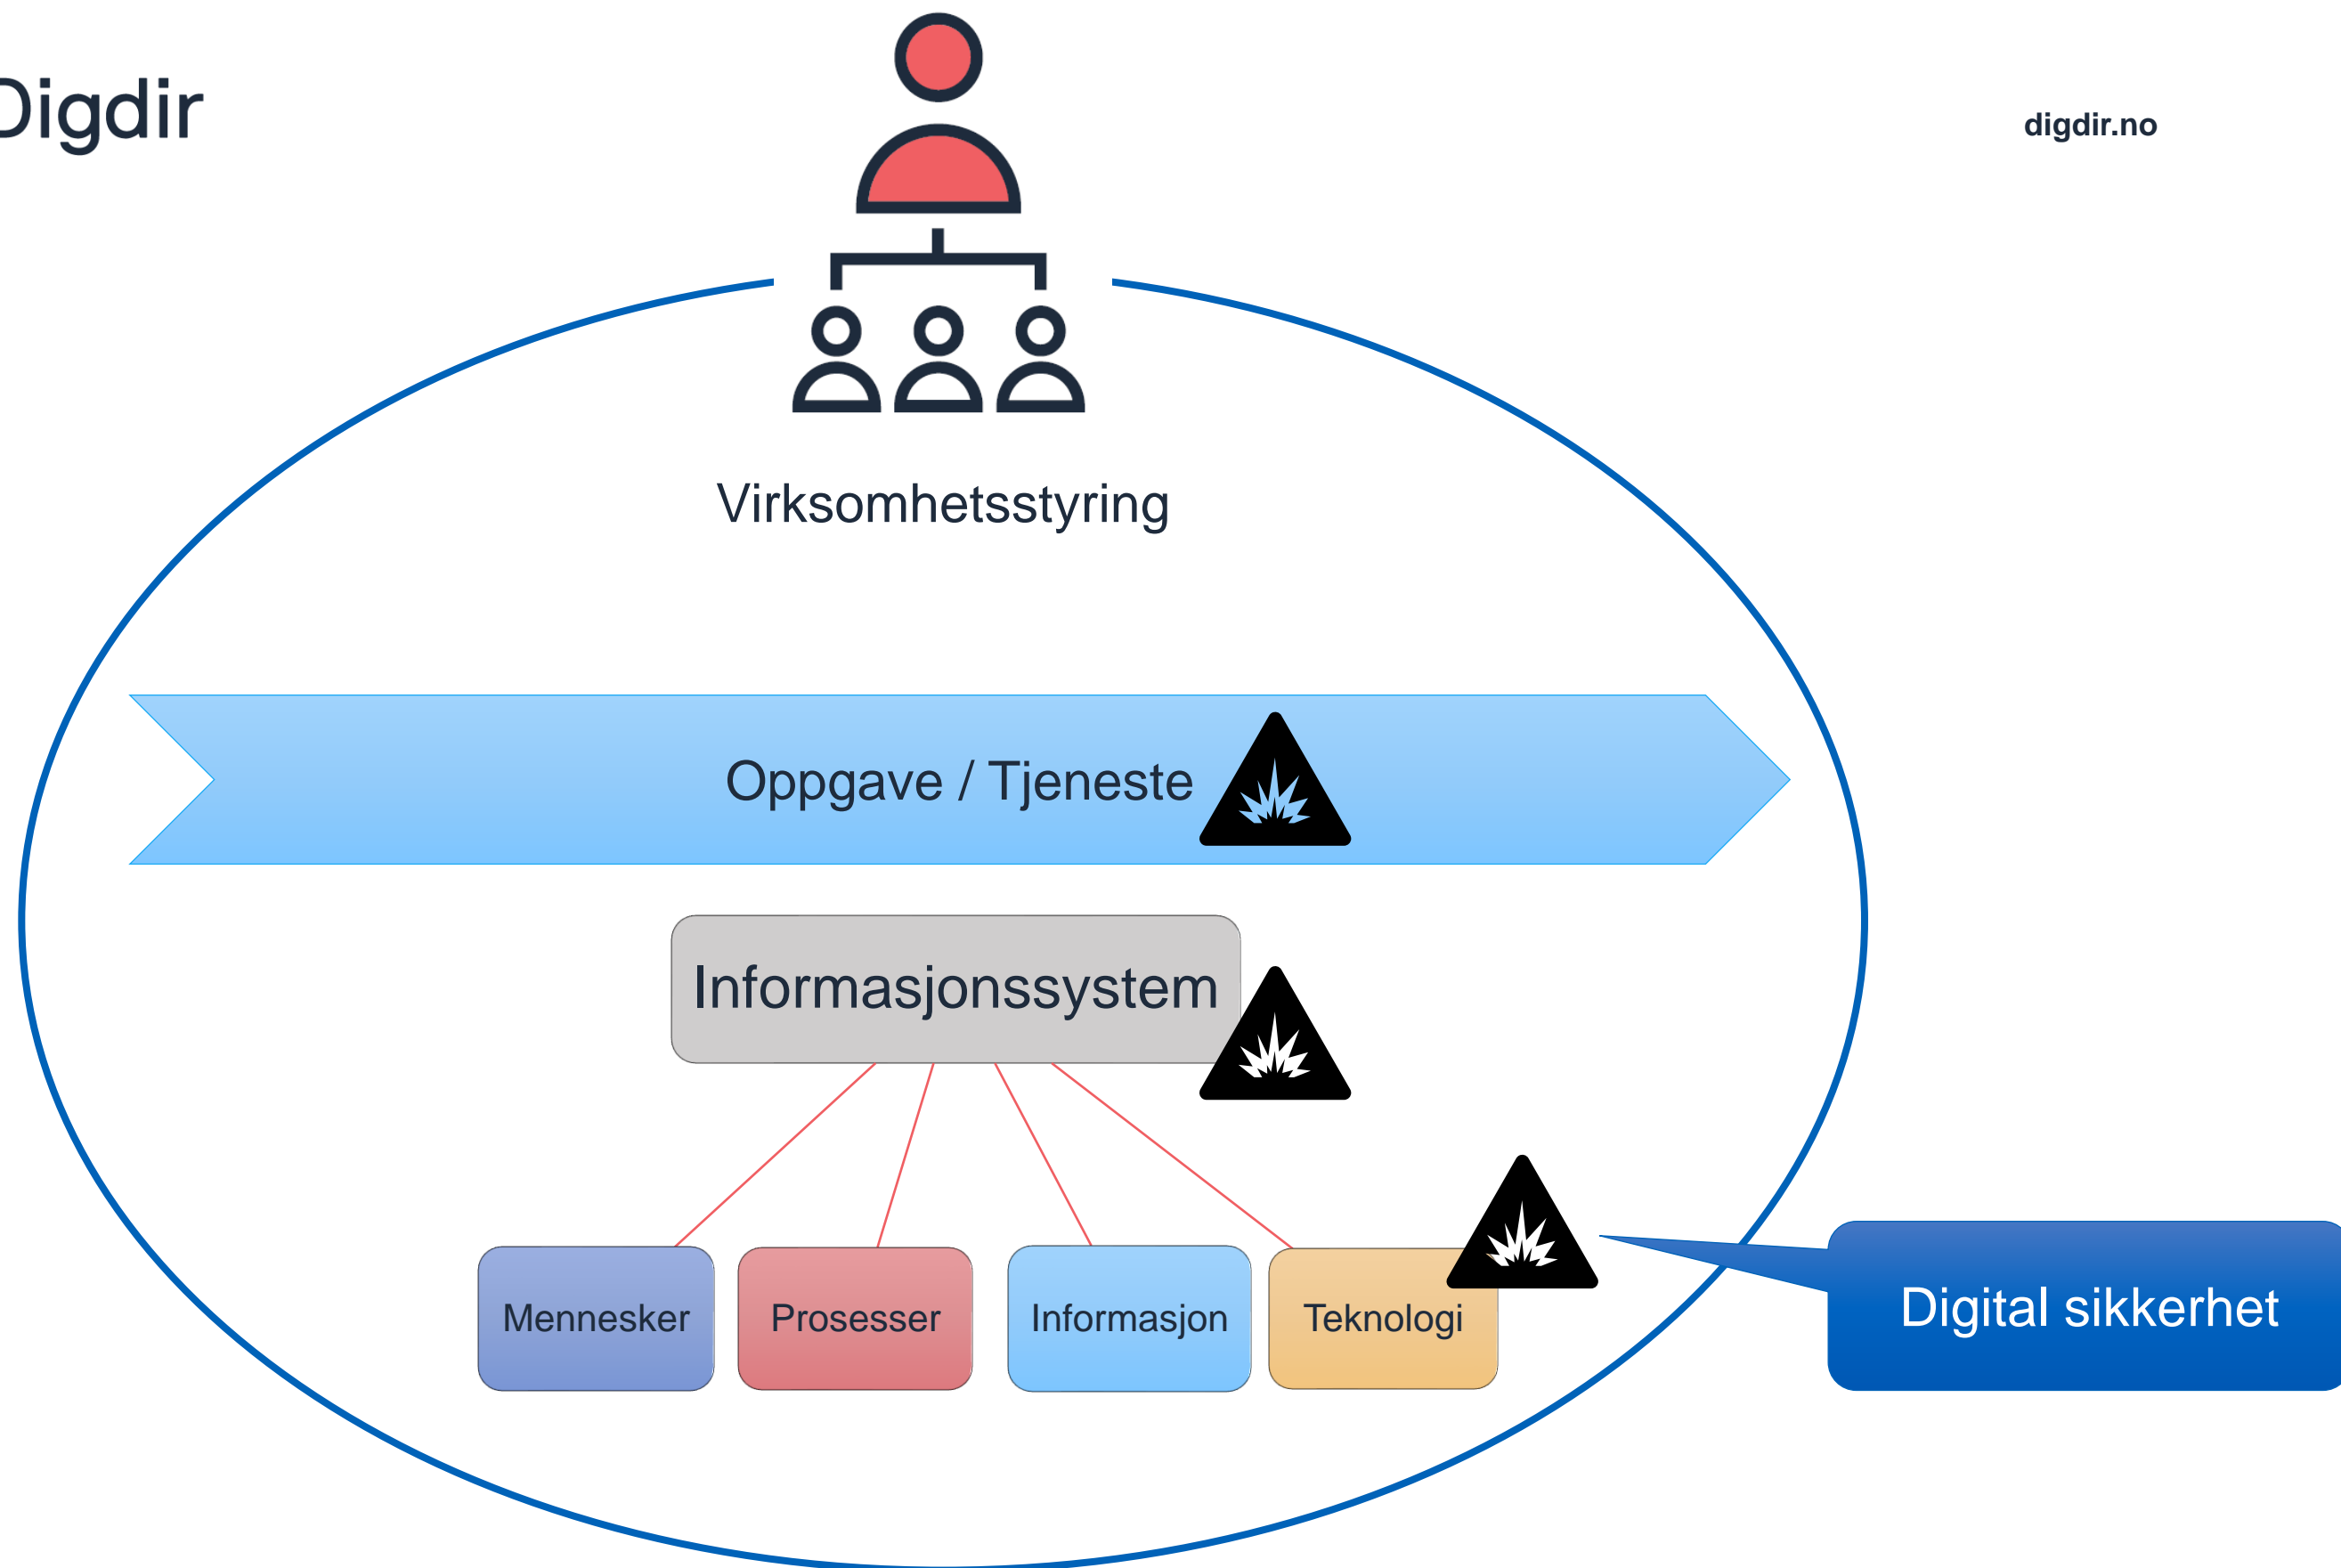 Digdir
digdir.no
Virksomhetsstyring
Oppgave / Tjeneste
Informasjonssystem
Mennesker
Prosesser
Informasjon
Teknologi
Digital sikkerhet